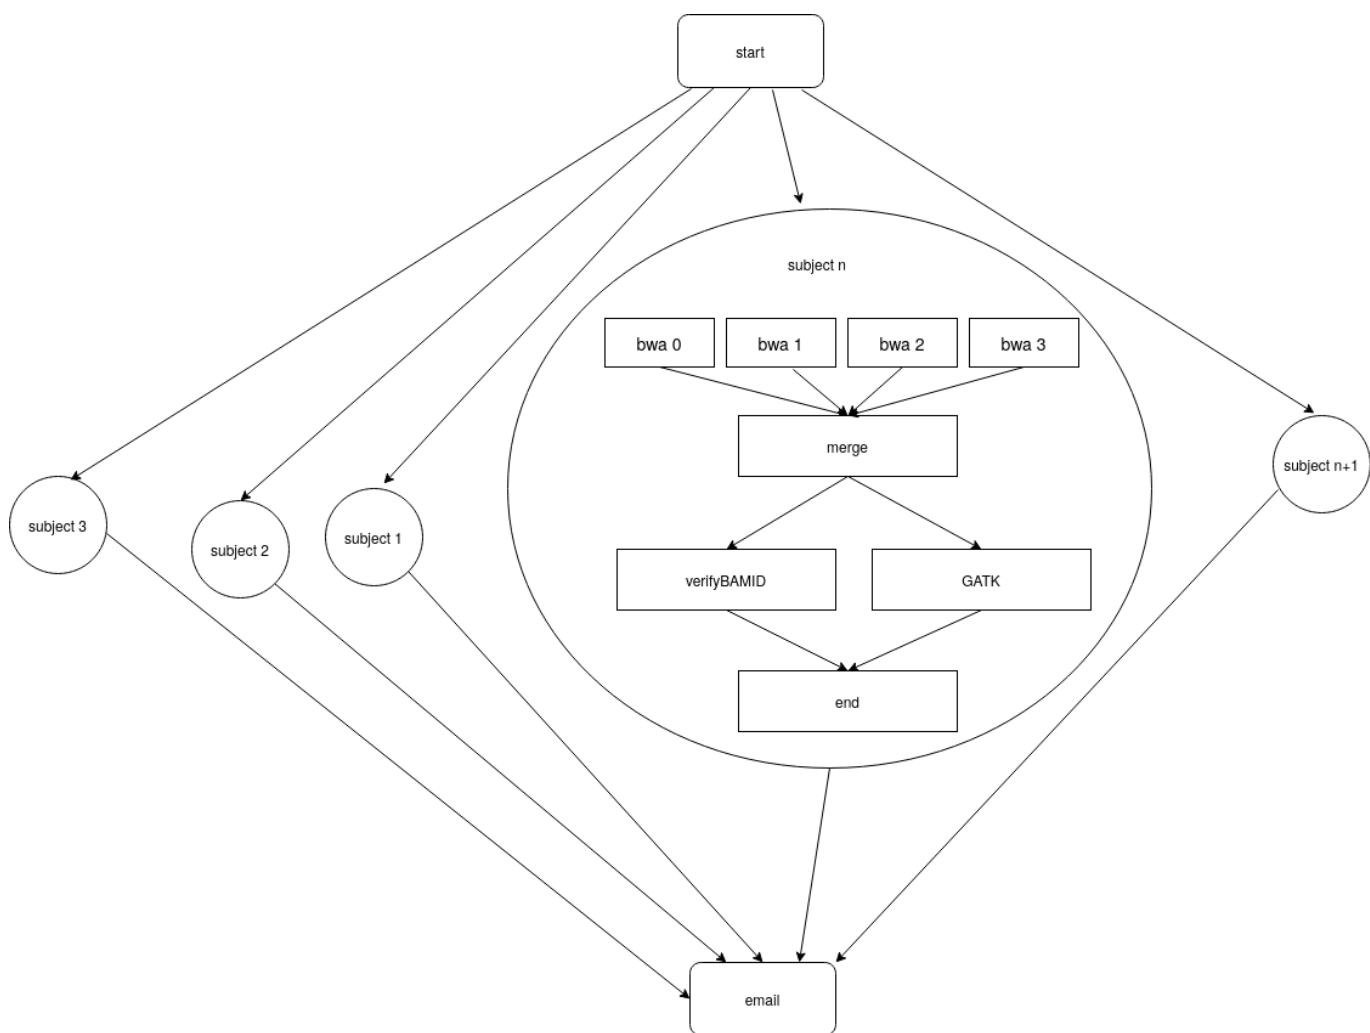 start
subject n
bwa 0
bwa 1
bwa 2
bwa 3
merge
subject 3
subject 2
subject 1
subject n+1
verifyBAMID
GATK
end
email